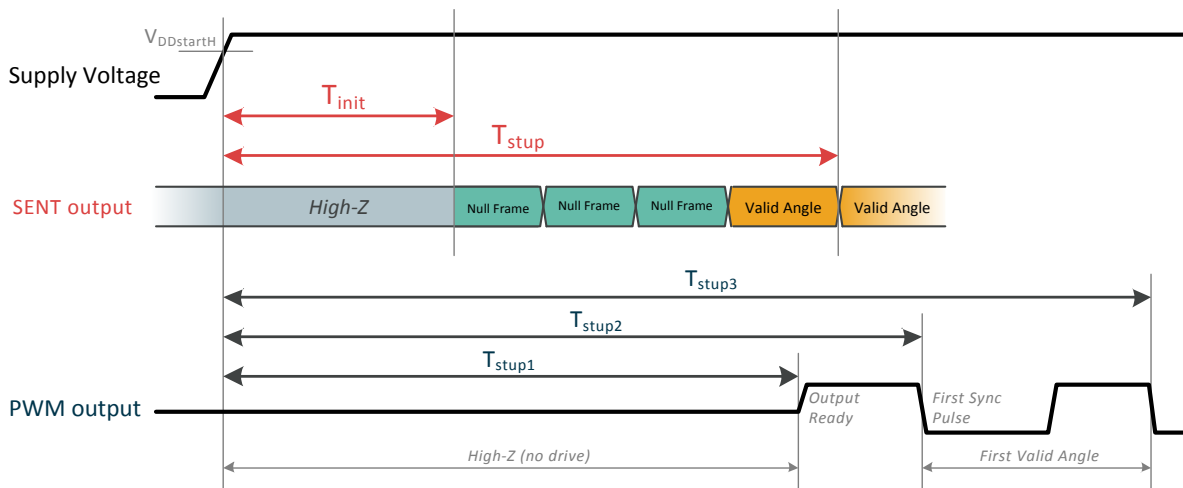 VDDstartH
Supply Voltage
Tinit
Tstup
SENT output
High-Z
Null Frame
Null Frame
Null Frame
Valid Angle
Valid Angle
Tstup3
Tstup2
Tstup1
PWM output
Output
Ready
First Sync
Pulse
High-Z (no drive)
First Valid Angle